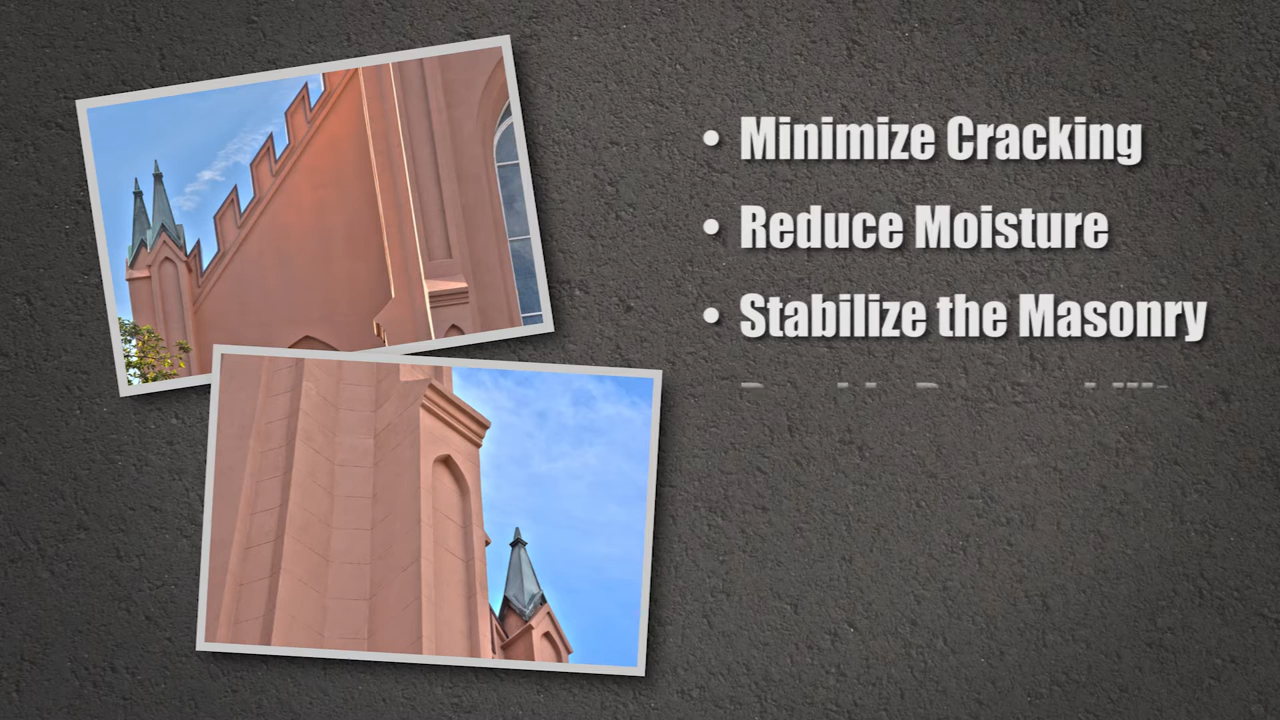 • Minimize Cracking
• Reduce Moisture
• Stabilize the Masonry